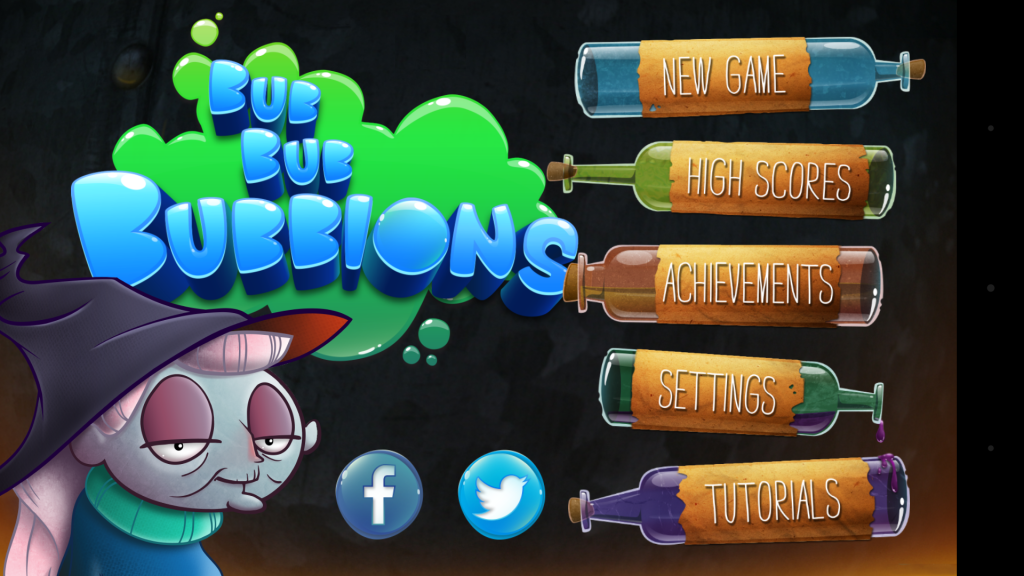 BUB
BUB
BUBBIONS
NEW GAME
HIGH SCORES
ACHIEVEMENTS
SETTINGS
TUTORIALS
f